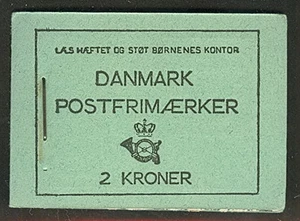 LÆS HÆFTET OG STØT BØRNENES KONTOR
DANMARK
POSTFRIMÆRKER
2 KRONER